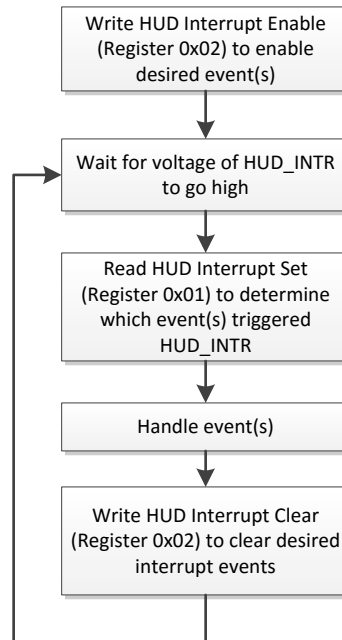 Write HUD Interrupt Enable
(Register 0x02) to enable
desired event(s)
Wait for voltage of HUD_INTR
to go high
Read HUD Interrupt Set
(Register 0x01) to determine
which event(s) triggered
HUD_INTR
Handle event(s)
Write HUD Interrupt Clear
(Register 0x02) to clear desired
interrupt events